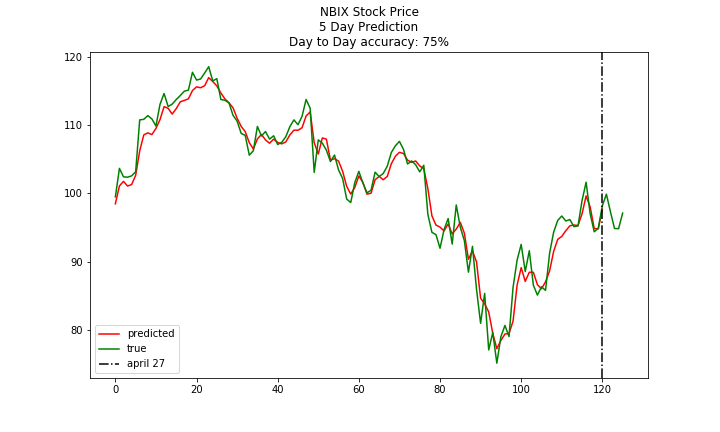 NBIX Stock Price
5 Day Prediction
Day to Day accuracy: 75%
120
110
100
90
80
predicted
true
april 27
0
20
40
60
80
100
120